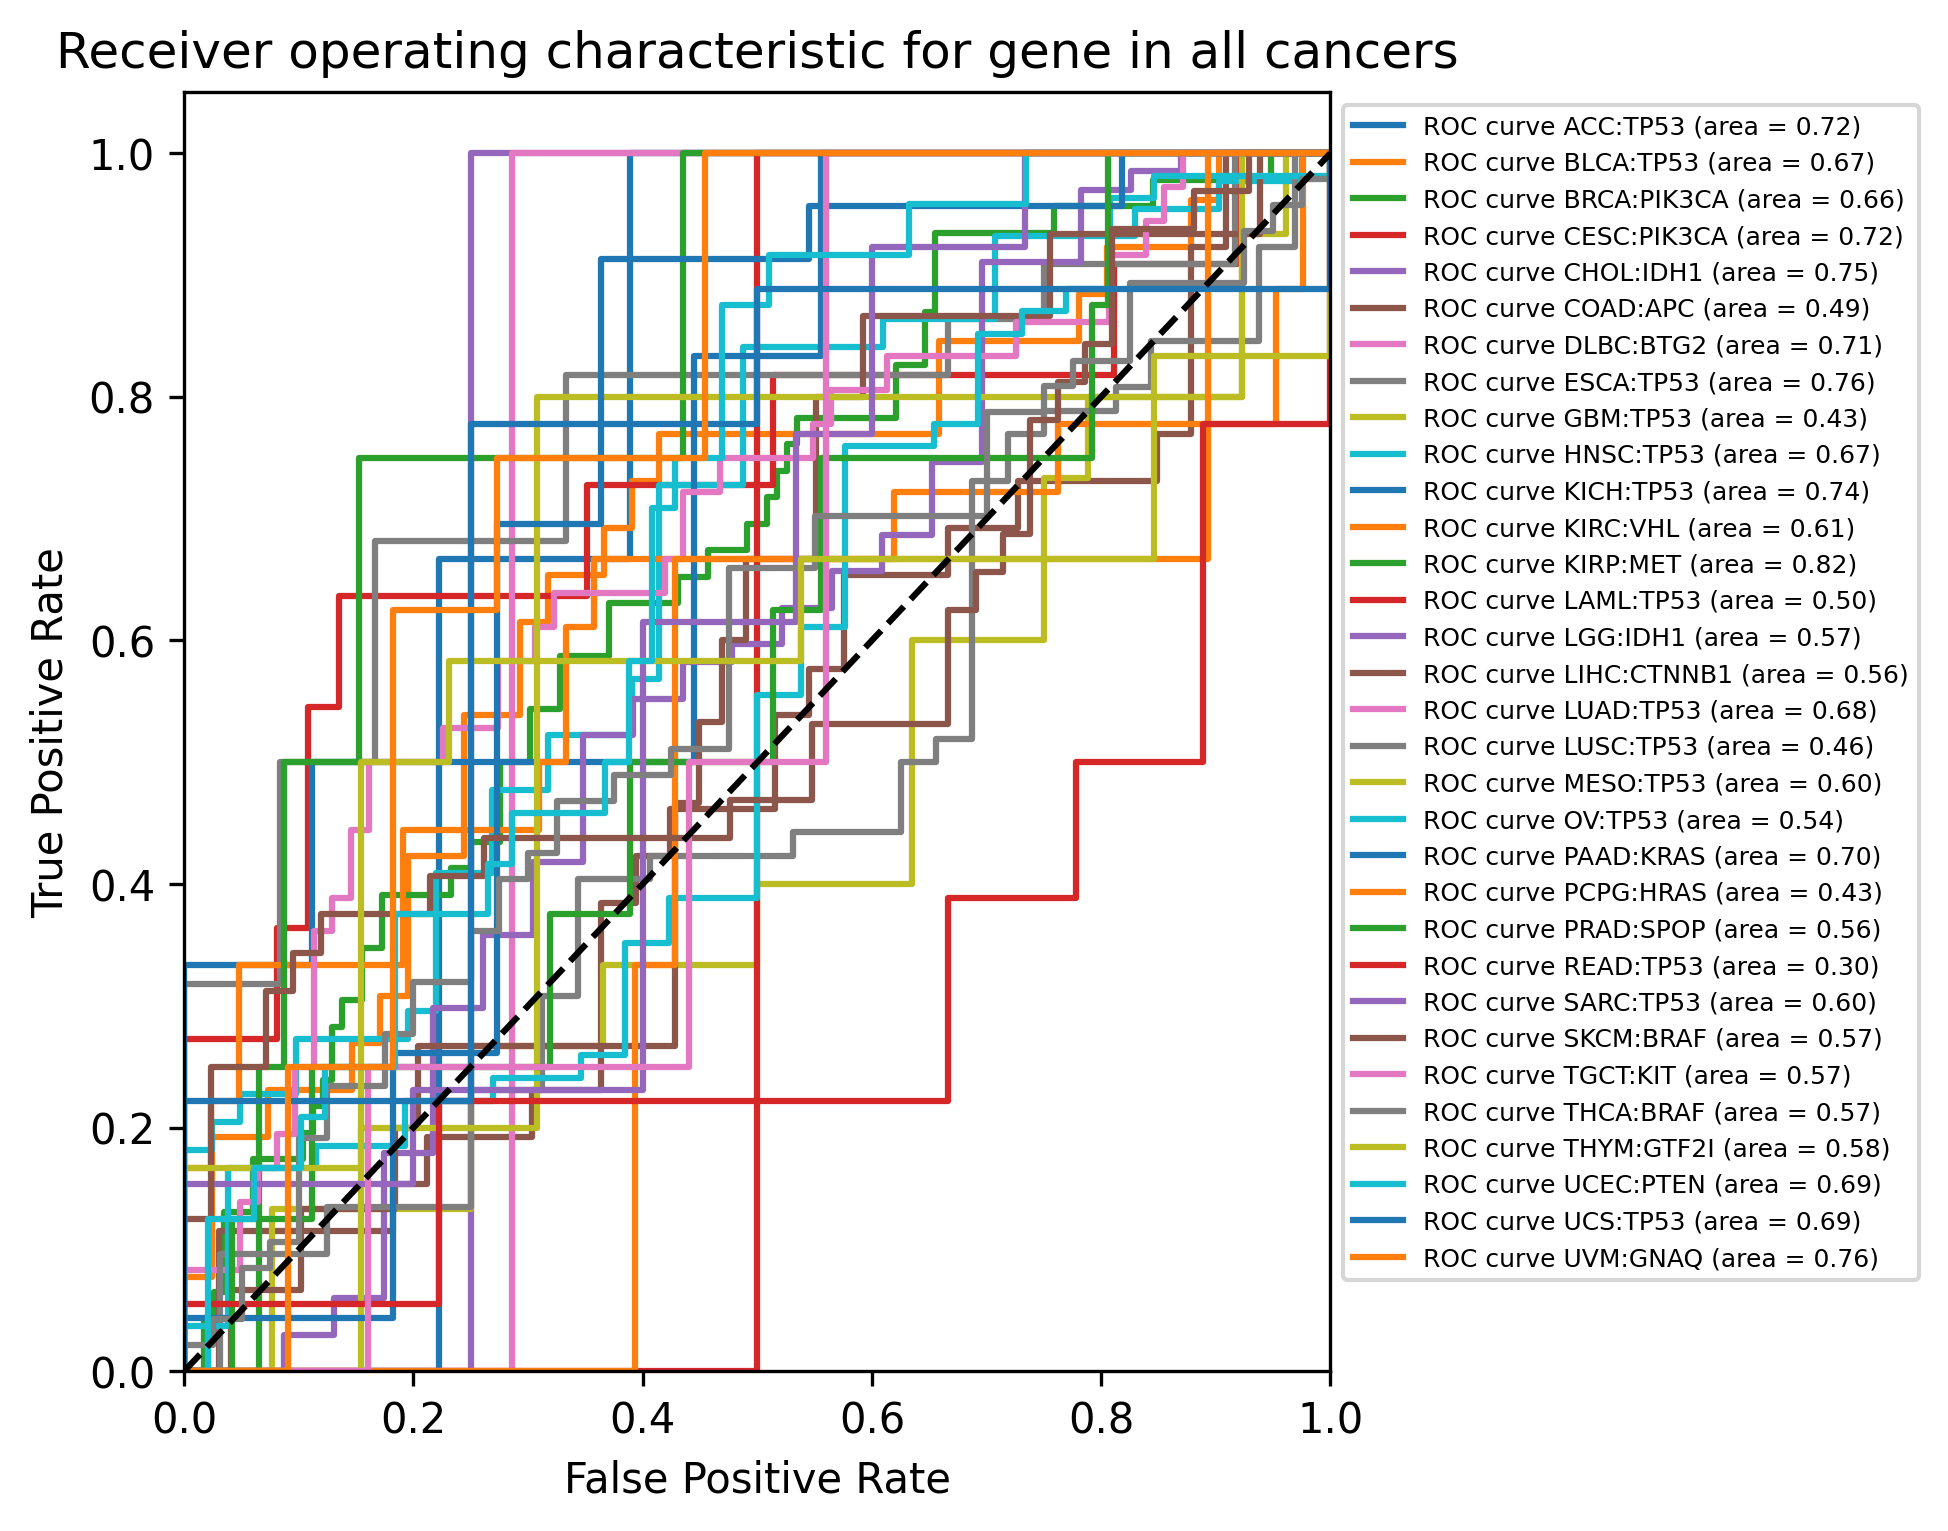 Receiver operating characteristic for gene in all cancers
True Positive Rate
1.0
0.8
0.6
0.4
0.2
0.0
0.0 0.2 0.4 0.6 0.8 1.0
False Positive Rate
ROC curve ACC:TP53 (area = 0.72)
ROC curve BLCA:TP53 (area = 0.67)
ROC curve BRCA:PIK3CA (area = 0.66)
ROC curve CESC:PIK3CA (area = 0.72)
ROC curve CHOL:IDH1 (area = 0.75)
ROC curve COAD:APC (area = 0.49)
ROC curve DLBC:BTG2 (area = 0.71)
ROC curve ESCA:TP53 (area = 0.76)
ROC curve GBM:TP53 (area = 0.43)
ROC curve HNSC:TP53 (area = 0.67)
ROC curve KICH:TP53 (area = 0.74)
ROC curve KIRC:VHL (area = 0.61)
ROC curve KIRP:MET (area = 0.82)
ROC curve LAML:TP53 (area = 0.50)
ROC curve LGG:IDH1 (area = 0.57)
ROC curve LIHC:CTNNB1 (area = 0.56)
ROC curve LUAD:TP53 (area = 0.68)
ROC curve LUSC:TP53 (area = 0.46)
ROC curve MESO:TP53 (area = 0.60)
ROC curve OV:TP53 (area = 0.54)
ROC curve PAAD:KRAS (area = 0.70)
ROC curve PCPG:HRAS (area = 0.43)
ROC curve PRAD:SPOP (area = 0.56)
ROC curve READ:TP53 (area = 0.30)
ROC curve SARC:TP53 (area = 0.60)
ROC curve SKCM:BRAF (area = 0.57)
ROC curve TGCT:KIT (area = 0.57)
ROC curve THCA:BRAF (area = 0.57)
ROC curve THYM:GTF2I (area = 0.58)
ROC curve UCEC:PTEN (area = 0.69)
ROC curve UCS:TP53 (area = 0.69)
ROC curve UVM:GNAQ (area = 0.76)